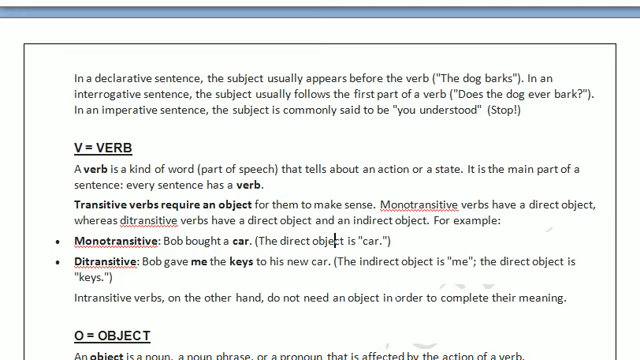 In a declarative sentence, the subject usually appears before the verb ("The dog barks"). In an
interrogative sentence, the subject usually follows the first part of a verb ("Does the dog ever bark?").
In an imperative sentence, the subject is commonly said to be "you understood" (Stop!)
V = VERB
A verb is a kind of word (part of speech) that tells about an action or a state. It is the main part of a
sentence: every sentence has a verb.
Transitive verbs require an object for them to make sense. Monotransitive verbs have a direct object,
whereas ditransitive verbs have a direct object and an indirect object. For example:
• Monotransitive: Bob bought a car. (The direct object is "car.")
• Ditransitive: Bob gave me the keys to his new car. (The indirect object is "me"; the direct object is
"keys.")
Intransitive verbs, on the other hand, do not need an object in order to complete their meaning.
O = OBJECT
An object is a noun, a noun phrase, or a pronoun that is affected by the action of a verb.